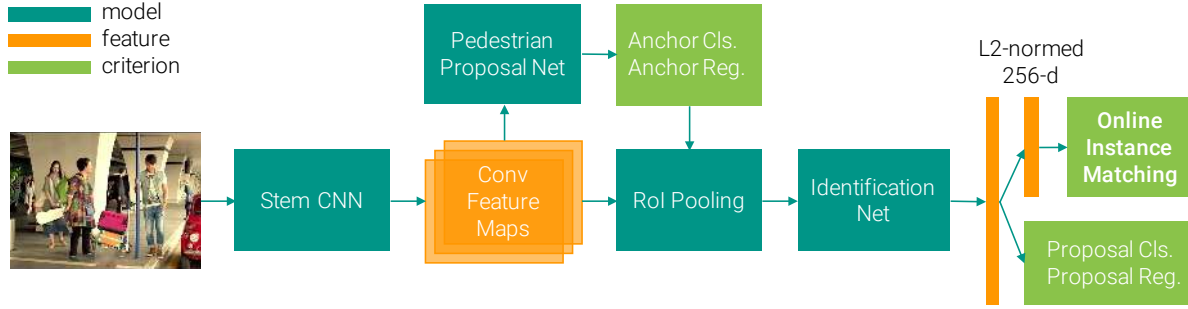 model
feature
criterion
Pedestrian
Proposal Net
Anchor Cls.
Anchor Reg.
L2-normed
256-d
Stem CNN
Conv
Feature
Maps
RoI Pooling
Identification
Net
Online
Instance
Matching
Proposal Cls.
Proposal Reg.